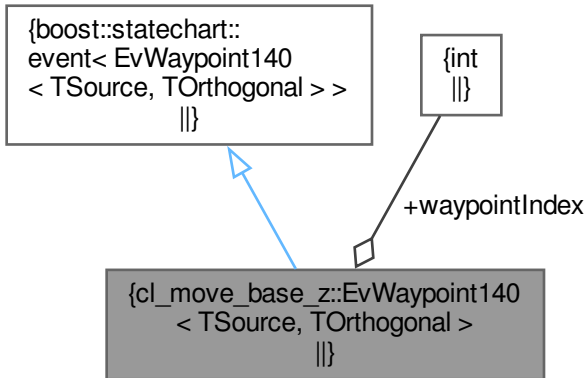 {boost::statechart::
event< EvWaypoint140
< TSource, TOrthogonal > >
||}
{int
||}
+waypointIndex
{cl_move_base_z::EvWaypoint140
< TSource, TOrthogonal >
||}